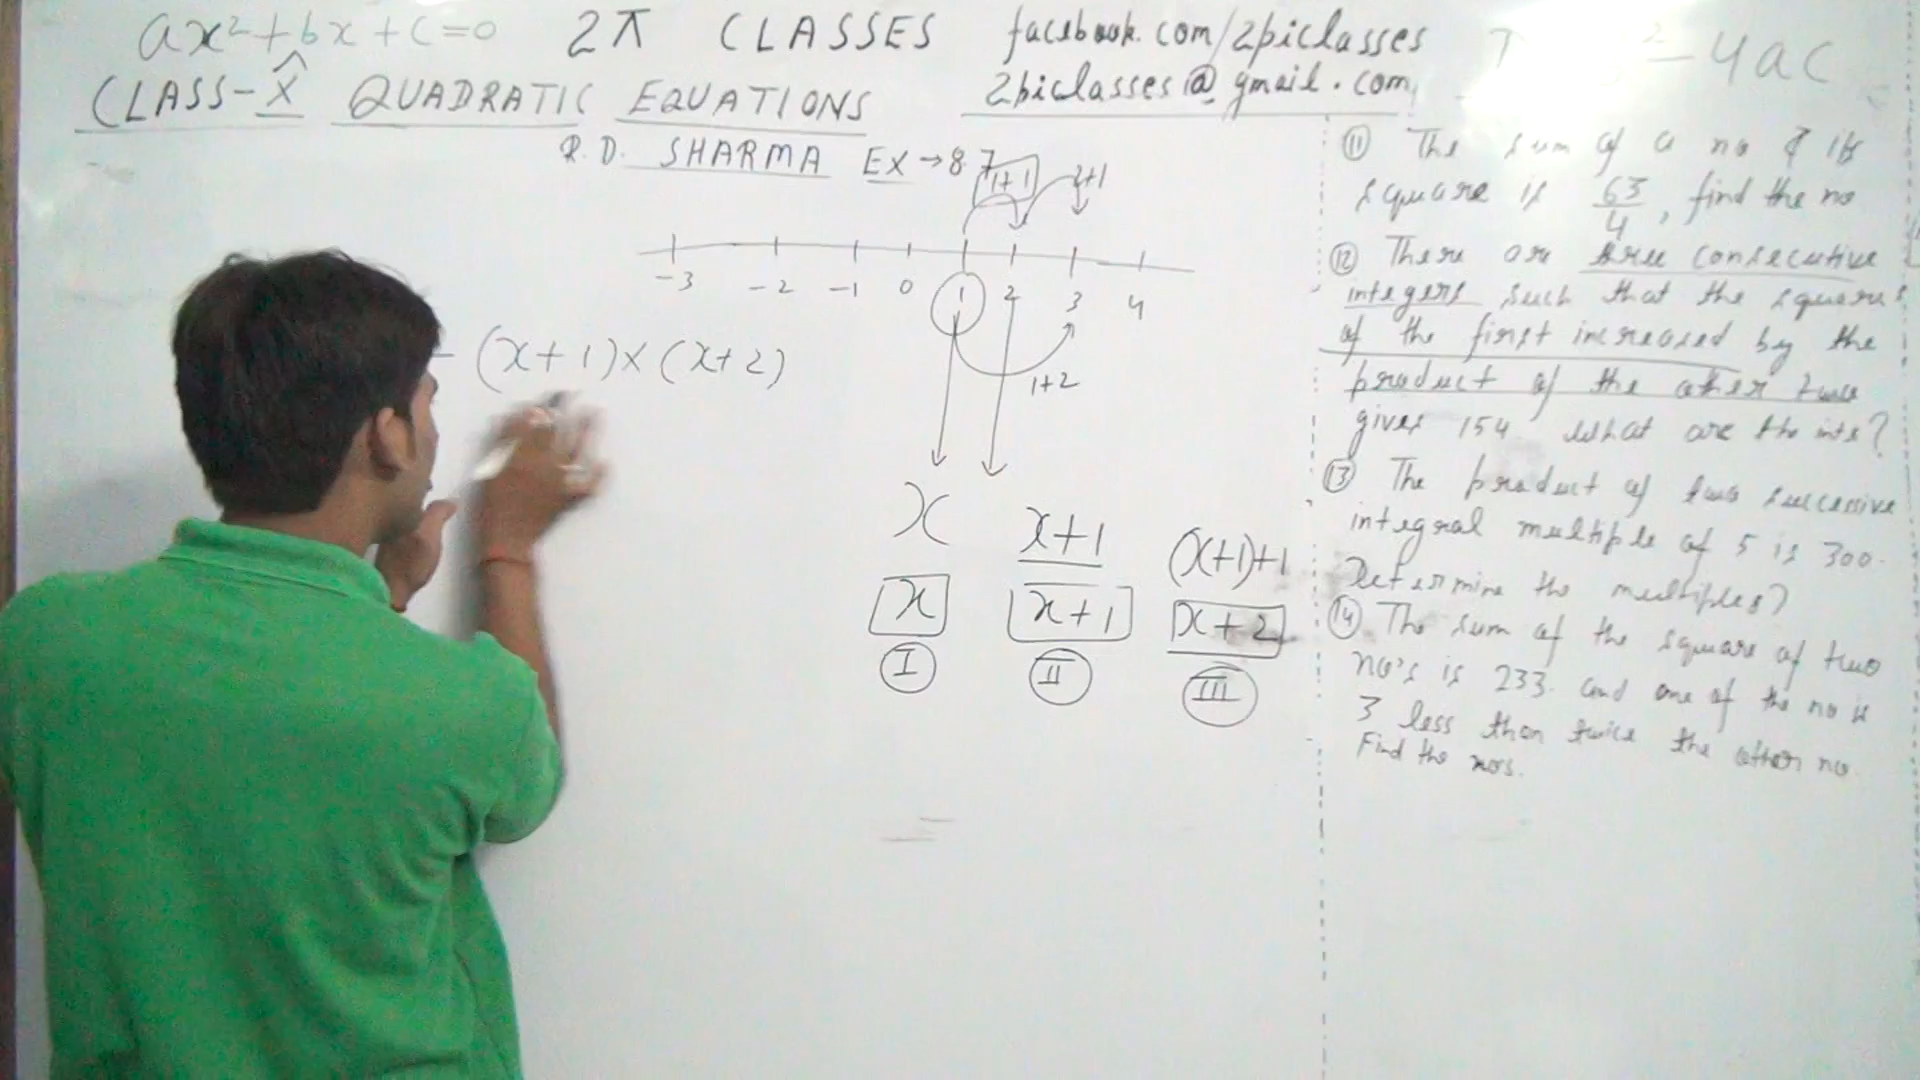 ax²+bx+c=0 2π CLASSES facebook.com/2piclasses
2piclasses@gmail.com
²-4ac
CLASS-X QUADRATIC EQUATIONS
R.D. SHARMA EX→8.7
1+1 2+1
-3 -2 -1 0 1 2 3 4
1+2
(x+1)×(x+2)
x x+1 (x+1)+1
x x+1 x+2
I II III
11 The sum of a no & its
square is 63/4, find the no
12 There are three consecutive
integers such that the square
of the first increased by the
product of the other two
gives 154 what are the ints?
13 The product of two successive
integral multiple of 5 is 300.
Determine the multiples?
14 The sum of the square of two
no's is 233. and one of the no is
3 less than twice the other no.
Find the nos.